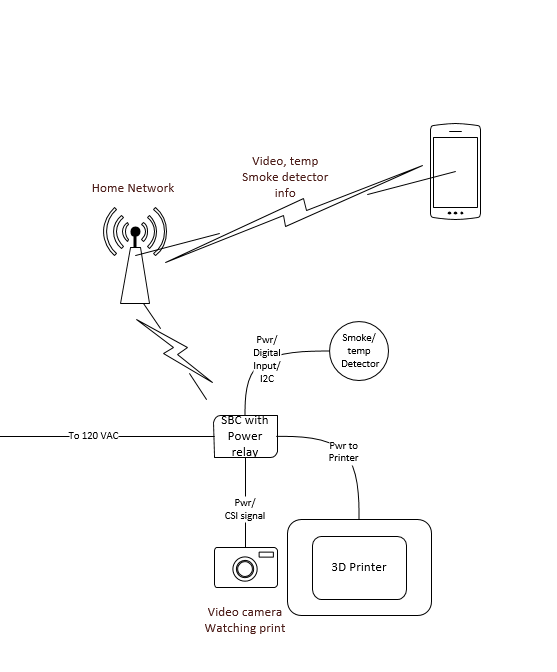 Video, temp
Smoke detector
info
Home Network
Pwr/
Digital
Input/
I2C
Smoke/
temp
Detector
SBC with
Power
relay
To 120 VAC
Pwr to
Printer
Pwr/
CSI signal
3D Printer
Video camera
Watching print